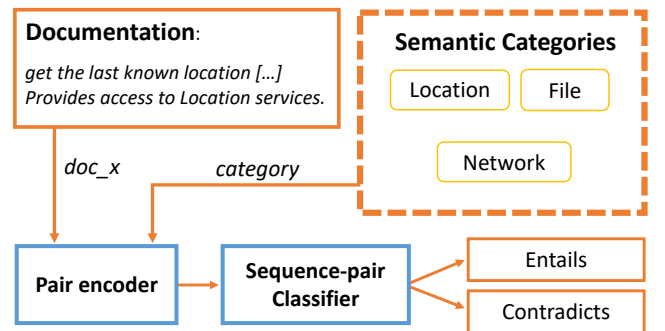 Documentation:
get the last known location [...]
Provides access to Location services.
Semantic Categories
Location
File
Network
doc_x
category
Pair encoder
Sequence-pair
Classifier
Entails
Contradicts